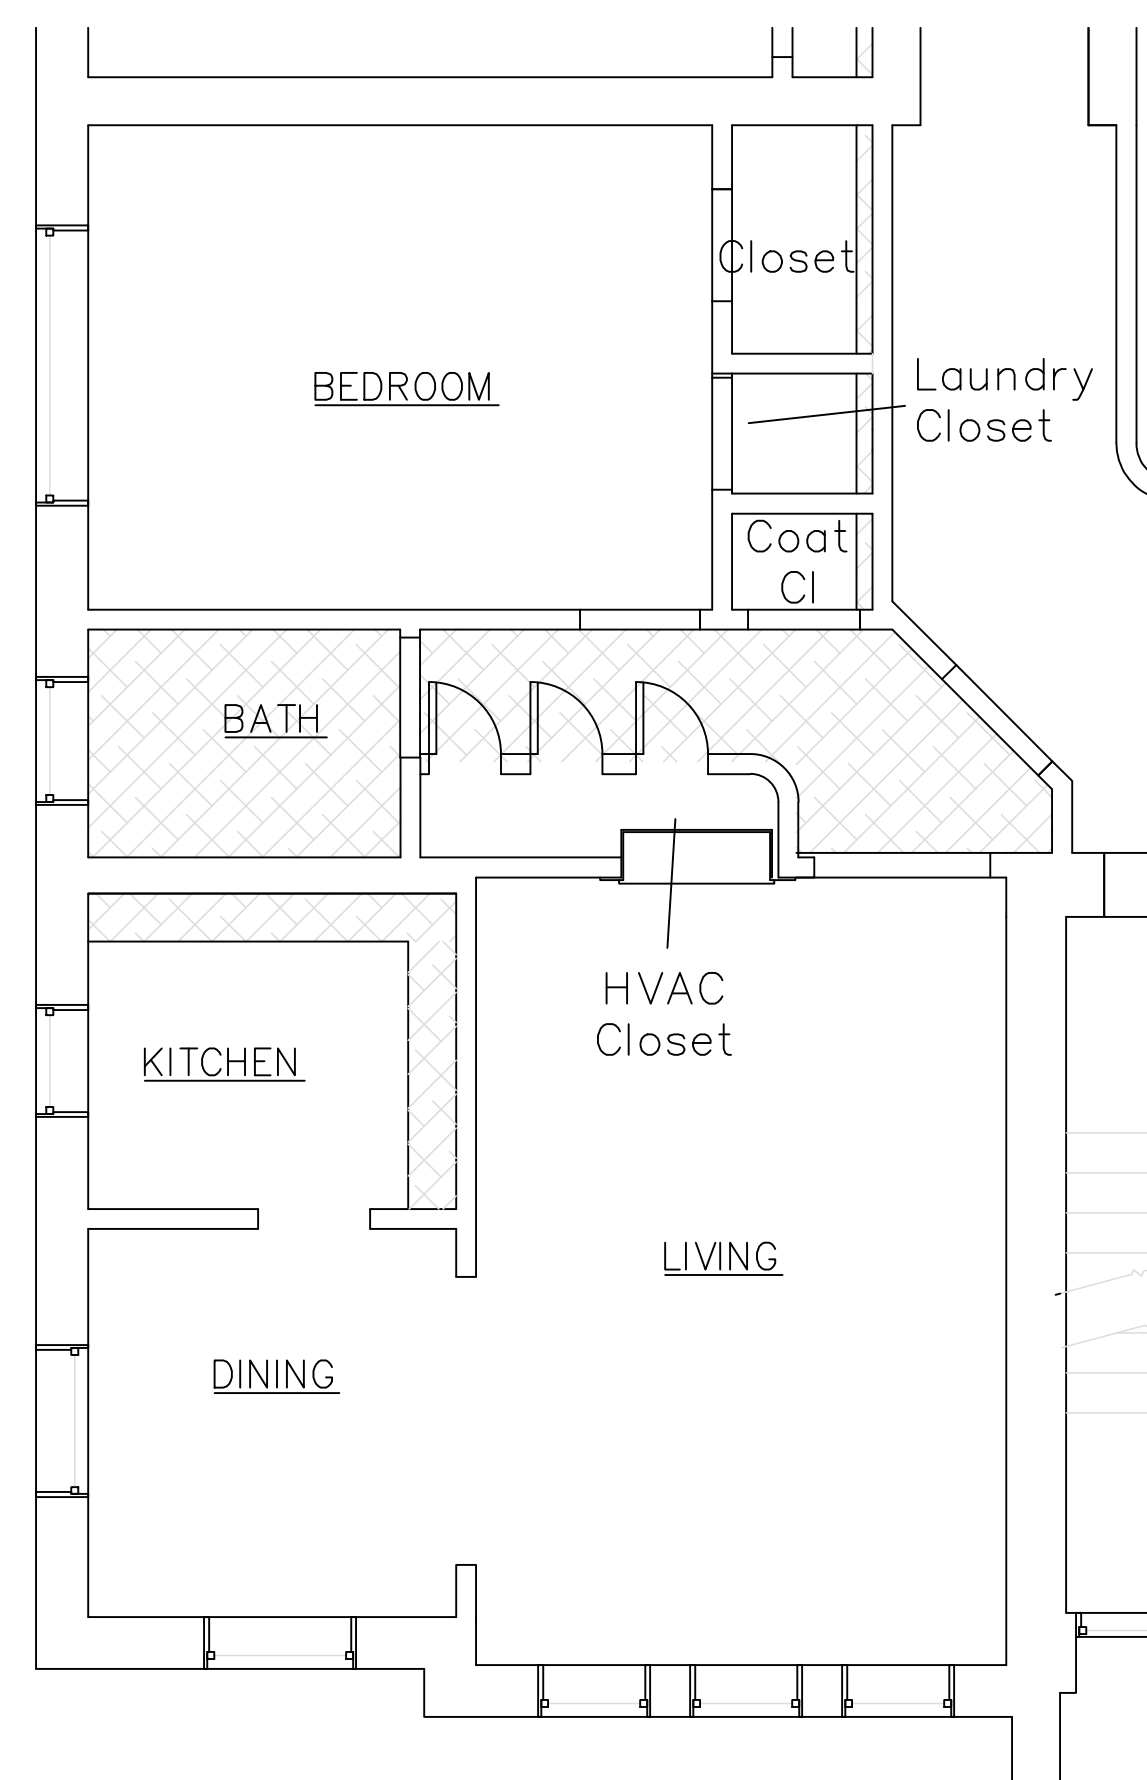 Closet
Laundry
Closet
BEDROOM
Coat
Cl
BATH
HVAC
Closet
KITCHEN
LIVING
DINING